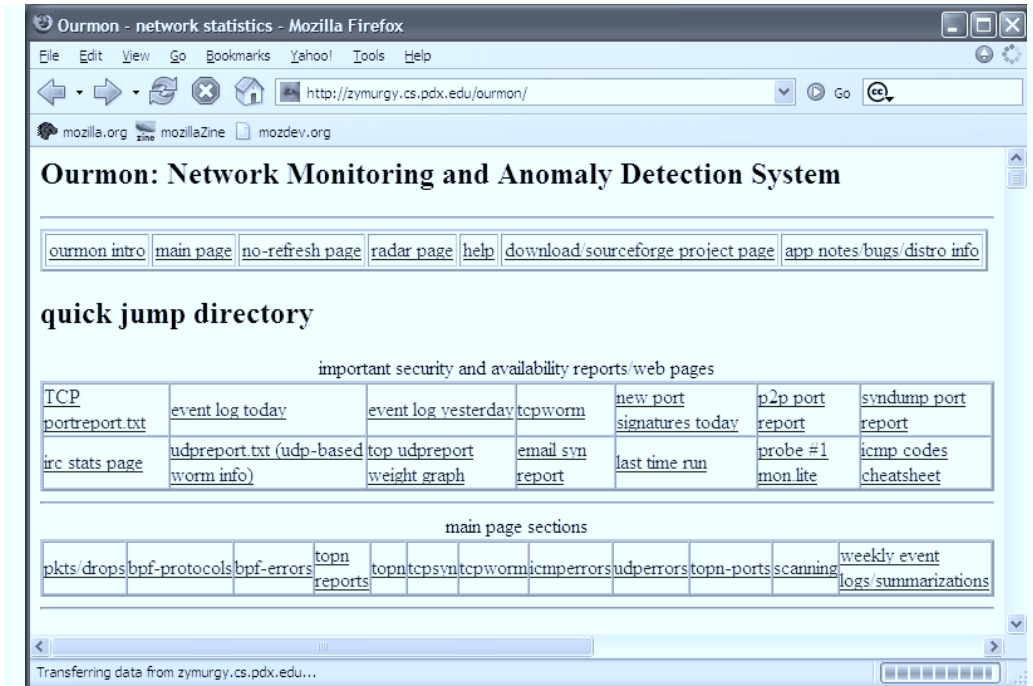 Ourmon - network statistics - Mozilla Firefox
File Edit View Go Bookmarks Yahoo! Tools Help
http://zymurgy.cs.pdx.edu/ourmon/ Go cc
mozilla.org mozillaZine mozdev.org
Ourmon: Network Monitoring and Anomaly Detection System
ourmon intro main page no-refresh page radar page help download/sourceforge project page app notes/bugs/distro info
quick jump directory
important security and availability reports/web pages
TCP portreport.txt event log today event log yesterday tcpworm new port signatures today p2p port report syndump port report
irc stats page udpreport.txt (udp-based worm info) top udpreport weight graph email syn report last time run probe #1 mon.lite icmp codes cheatsheet
main page sections
pkts/drops bpf-protocols bpf-errors topn reports topn tcpsyn tcpworm icmperrors udperrors topn-ports scanning weekly event logs/summarizations
Transferring data from zymurgy.cs.pdx.edu...